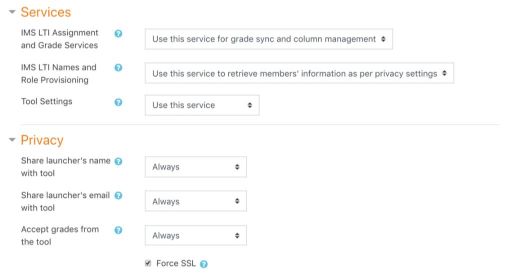 Services
IMS LTI Assignment and Grade Services
Use this service for grade sync and column management
IMS LTI Names and Role Provisioning
Use this service to retrieve members' information as per privacy settings
Tool Settings
Use this service
Privacy
Share launcher's name with tool
Always
Share launcher's email with tool
Always
Accept grades from the tool
Always
Force SSL